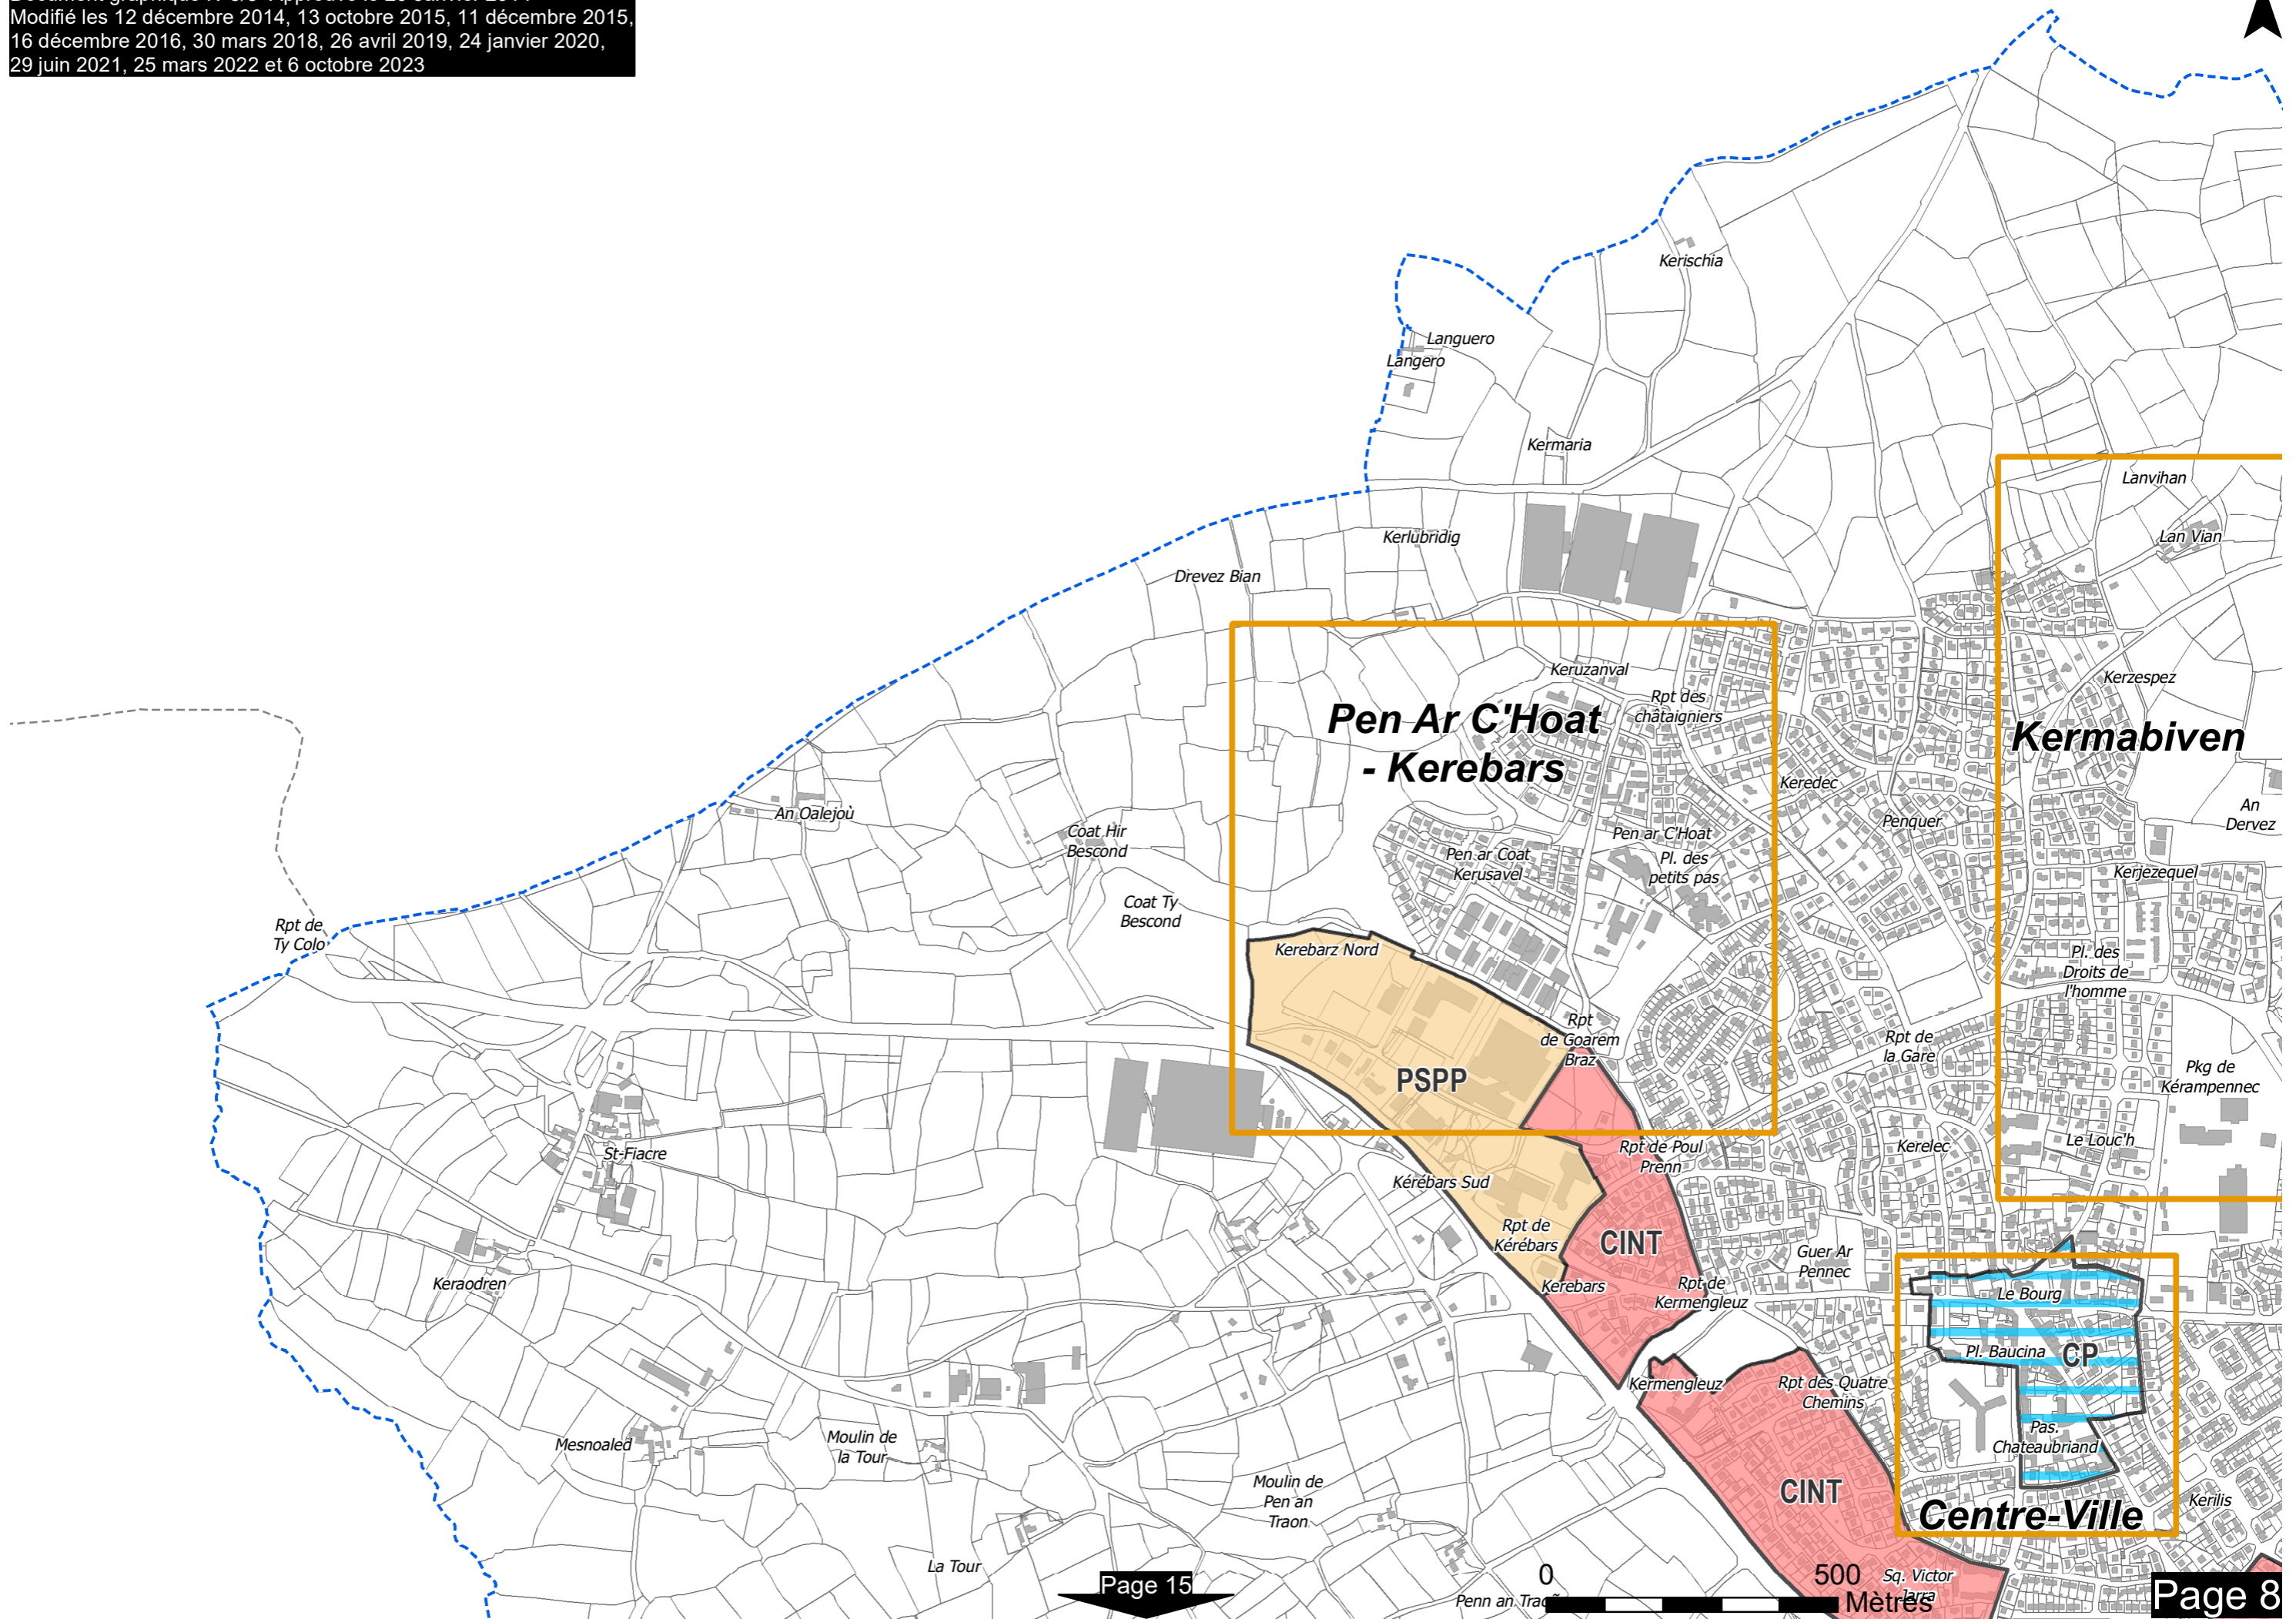 Modifié les 12 décembre 2014, 13 octobre 2015, 11 décembre 2015,
16 décembre 2016, 30 mars 2018, 26 avril 2019, 24 janvier 2020,
29 juin 2021, 25 mars 2022 et 6 octobre 2023
Kerischia
Languero
Langero
Kermaria
Lanvihan
Lan Vian
Kerlubridig
Drevez Bian
Keruzanval
Kerzespez
Rpt des
châtaigniers
Pen Ar C'Hoat
- Kerebars
Kermabiven
Keredec
An Oalejoù
An
Dervez
Penquer
Coat Hir
Bescond
Pen ar C'Hoat
Pen ar Coat
Kerusavel
Pl. des
petits pas
Kerjezequel
Coat Ty
Bescond
Rpt de
Ty Colo
Kerebarz Nord
Pl. des
Droits de
l'homme
Rpt
de Goarem
Braz
Rpt de
la Gare
PSPP
Pkg de
Kérampennec
St-Fiacre
Rpt de Poul
Prenn
Kerelec
Le Louc'h
Kérébars Sud
Rpt de
Kérébars
CINT
Guer Ar
Pennec
Keraodren
Kerebars
Rpt de
Kermengleuz
Le Bourg
Pl. Baucina
CP
Kermengleuz
Rpt des Quatre
Chemins
Pas.
Chateaubriand
Mesnoaled
Moulin de
la Tour
Moulin de
Pen an
Traon
CINT
Kerilis
Centre-Ville
La Tour
Page 15
0
500
Mètres
Sq. Victor
Jarra
Penn an
Page 8